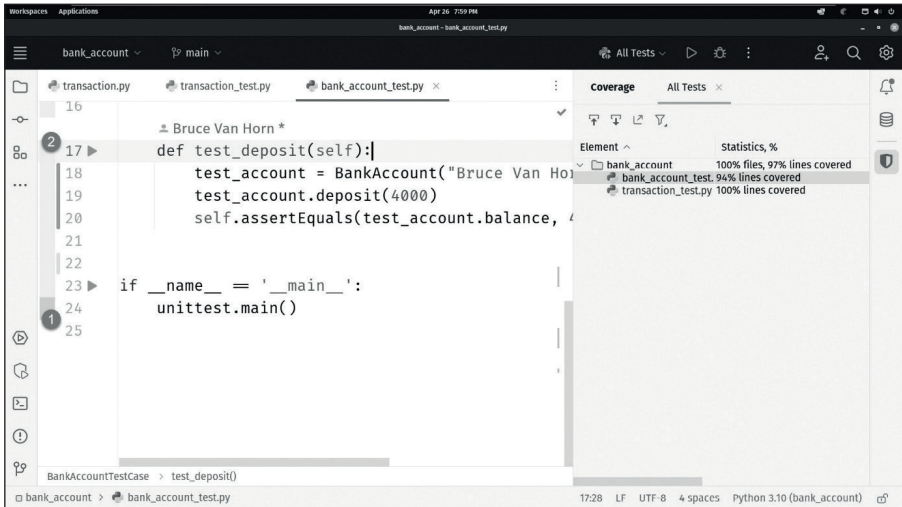 Workspaces Applications
Apr 26 7:59 PM
bank_account – bank_account_test.py
bank_account
main
All Tests
transaction.py
transaction_test.py
bank_account_test.py ×
Coverage
All Tests ×
16
Bruce Van Horn *
2
17 def test_deposit(self):
18 test_account = BankAccount("Bruce Van Hor
19 test_account.deposit(4000)
20 self.assertEquals(test_account.balance, 4
21
22
23 if __name__ == '__main__':
1
24 unittest.main()
25
Element Statistics, %
bank_account 100% files, 97% lines covered
bank_account_test. 94% lines covered
transaction_test.py 100% lines covered
BankAccountTestCase > test_deposit()
bank_account > bank_account_test.py
17:28 LF UTF-8 4 spaces Python 3.10 (bank_account)